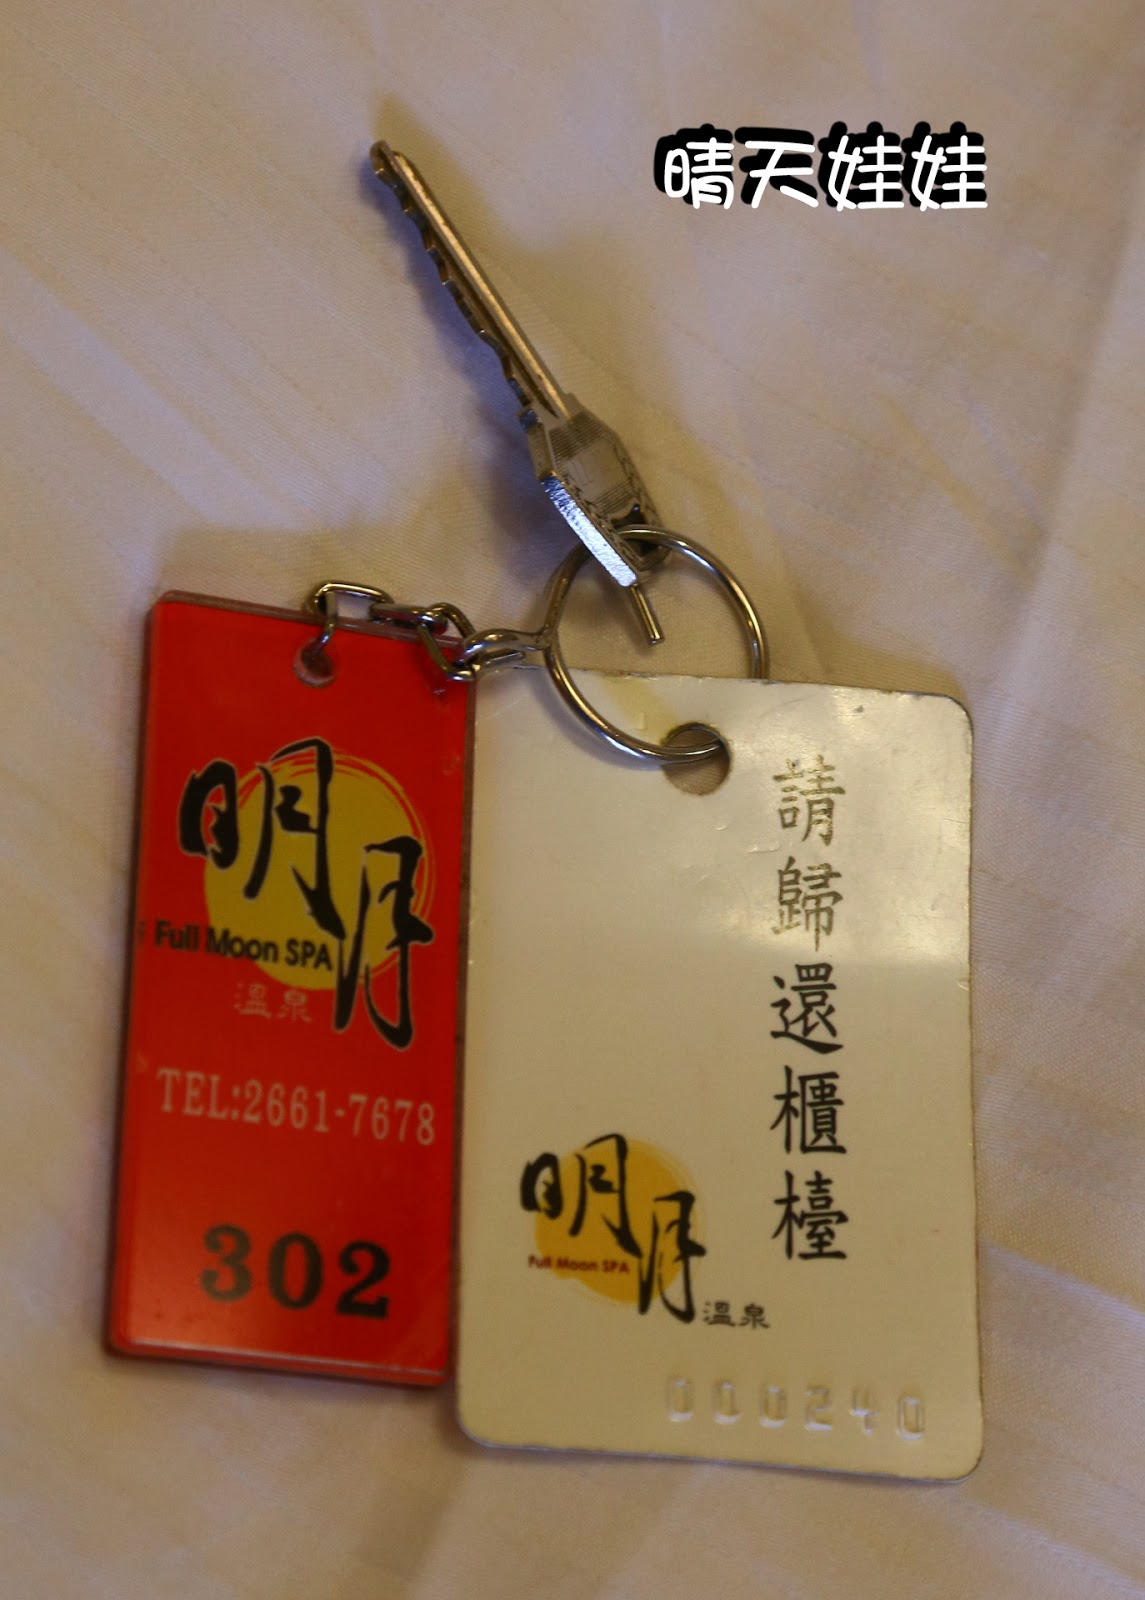 晴天娃娃
明月
Full Moon SPA
溫泉
TEL:2661-7678
302
請歸還櫃檯
明月
Full Moon SPA
溫泉
000240